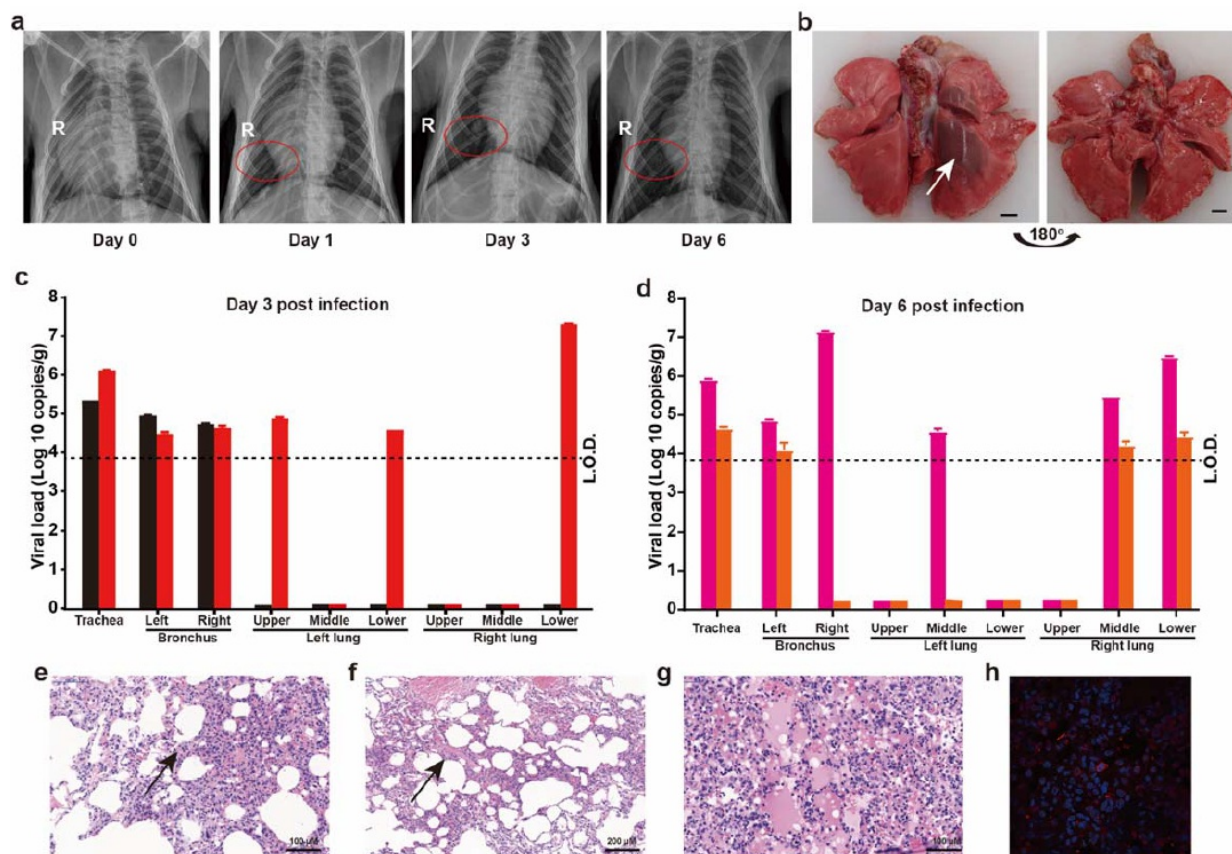 a
b
R
R
R
R
Day 0
Day 1
Day 3
Day 6
180°
c
Day 3 post infection
Viral load (Log 10 copies/g)
8
7
6
5
4
3
2
1
0
L.O.D.
Trachea Left Right Upper Middle Lower Upper Middle Lower
Bronchus Left lung Right lung
d
Day 6 post infection
Viral load (Log 10 copies/g)
8
7
6
5
4
3
2
1
0
L.O.D.
Trachea Left Right Upper Middle Lower Upper Middle Lower
Bronchus Left lung Right lung
e
100 μM
f
200 μM
g
100 μM
h